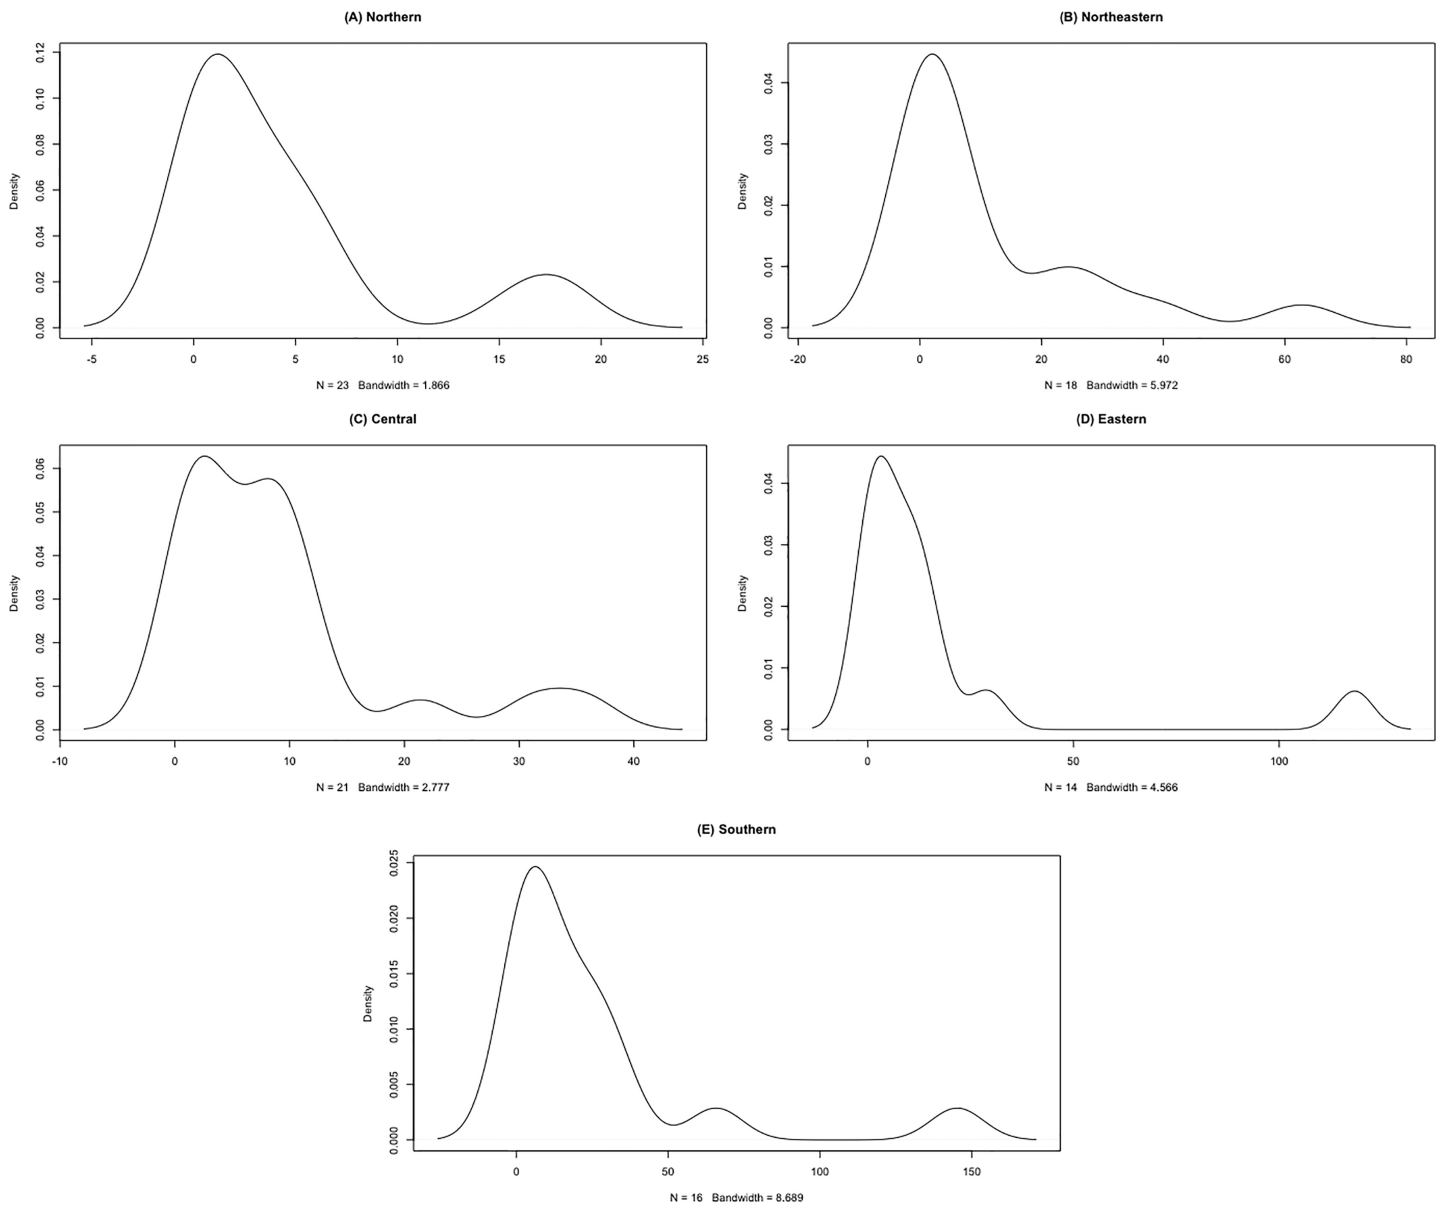 (A) Northern
Density
0.00 0.02 0.04 0.06 0.08 0.10 0.12
-5 0 5 10 15 20 25
N = 23 Bandwidth = 1.866
(B) Northeastern
Density
0.00 0.01 0.02 0.03 0.04
-20 0 20 40 60 80
N = 18 Bandwidth = 5.972
(C) Central
Density
0.00 0.01 0.02 0.03 0.04 0.05 0.06
-10 0 10 20 30 40
N = 21 Bandwidth = 2.777
(D) Eastern
Density
0.00 0.01 0.02 0.03 0.04
0 50 100
N = 14 Bandwidth = 4.566
(E) Southern
Density
0.000 0.005 0.010 0.015 0.020 0.025
0 50 100 150
N = 16 Bandwidth = 8.689